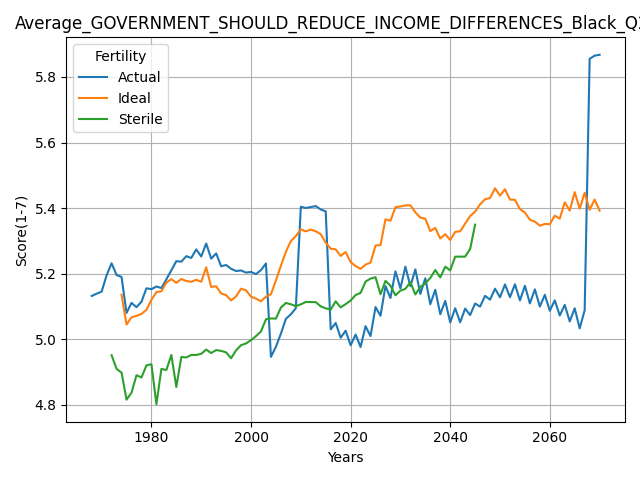 Average_GOVERNMENT_SHOULD_REDUCE_INCOME_DIFFERENCES_Black_Q
Fertility
Actual
Ideal
Sterile
Score(1-7)
5.8
5.6
5.4
5.2
5.0
4.8
1980 2000 2020 2040 2060
Years